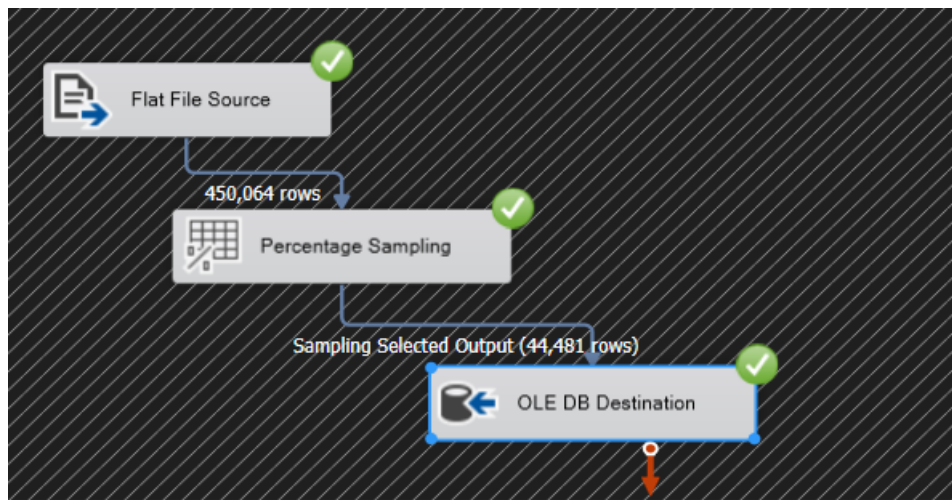 Flat File Source
450,064 rows
Percentage Sampling
Sampling Selected Output (44,481 rows)
OLE DB Destination